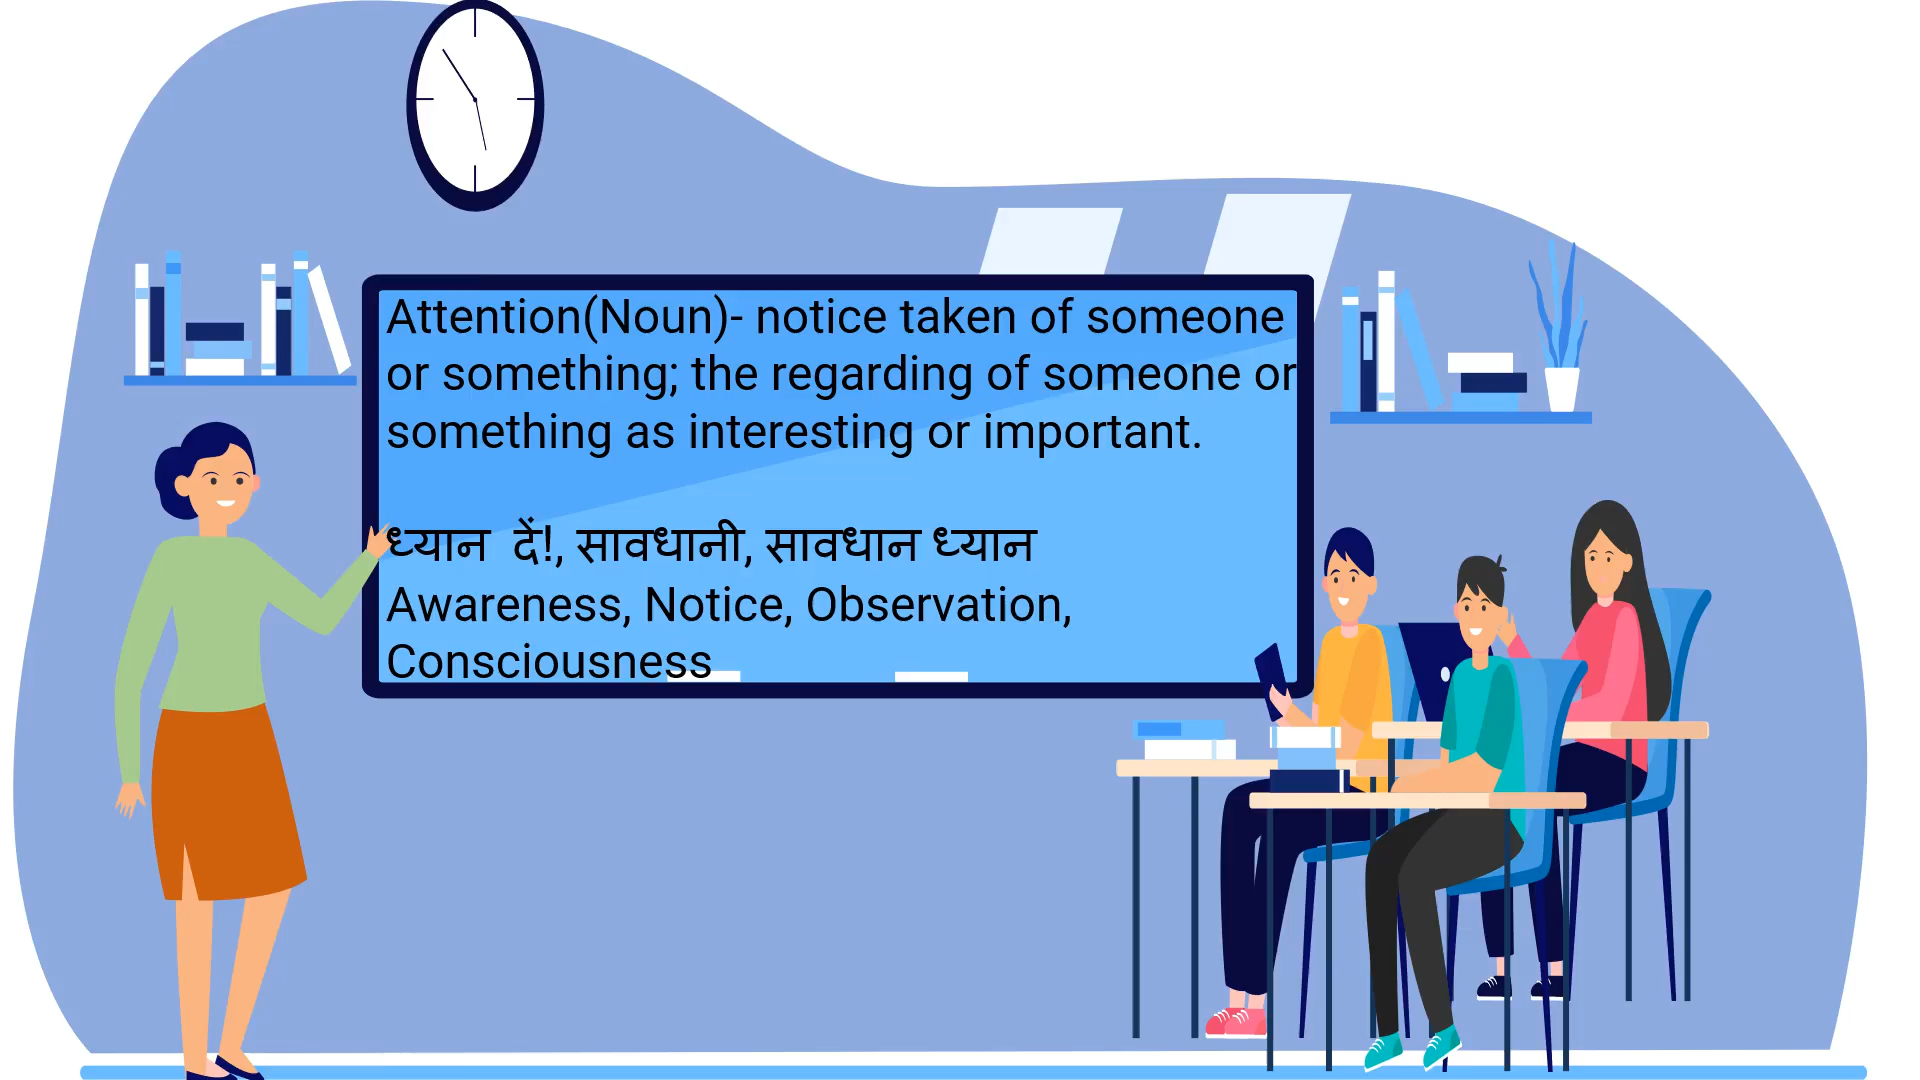 Attention(Noun)- notice taken of someone
or something; the regarding of someone or
something as interesting or important.
ध्यान  दें!, सावधानी, सावधान ध्यान
Awareness, Notice, Observation,
Consciousness